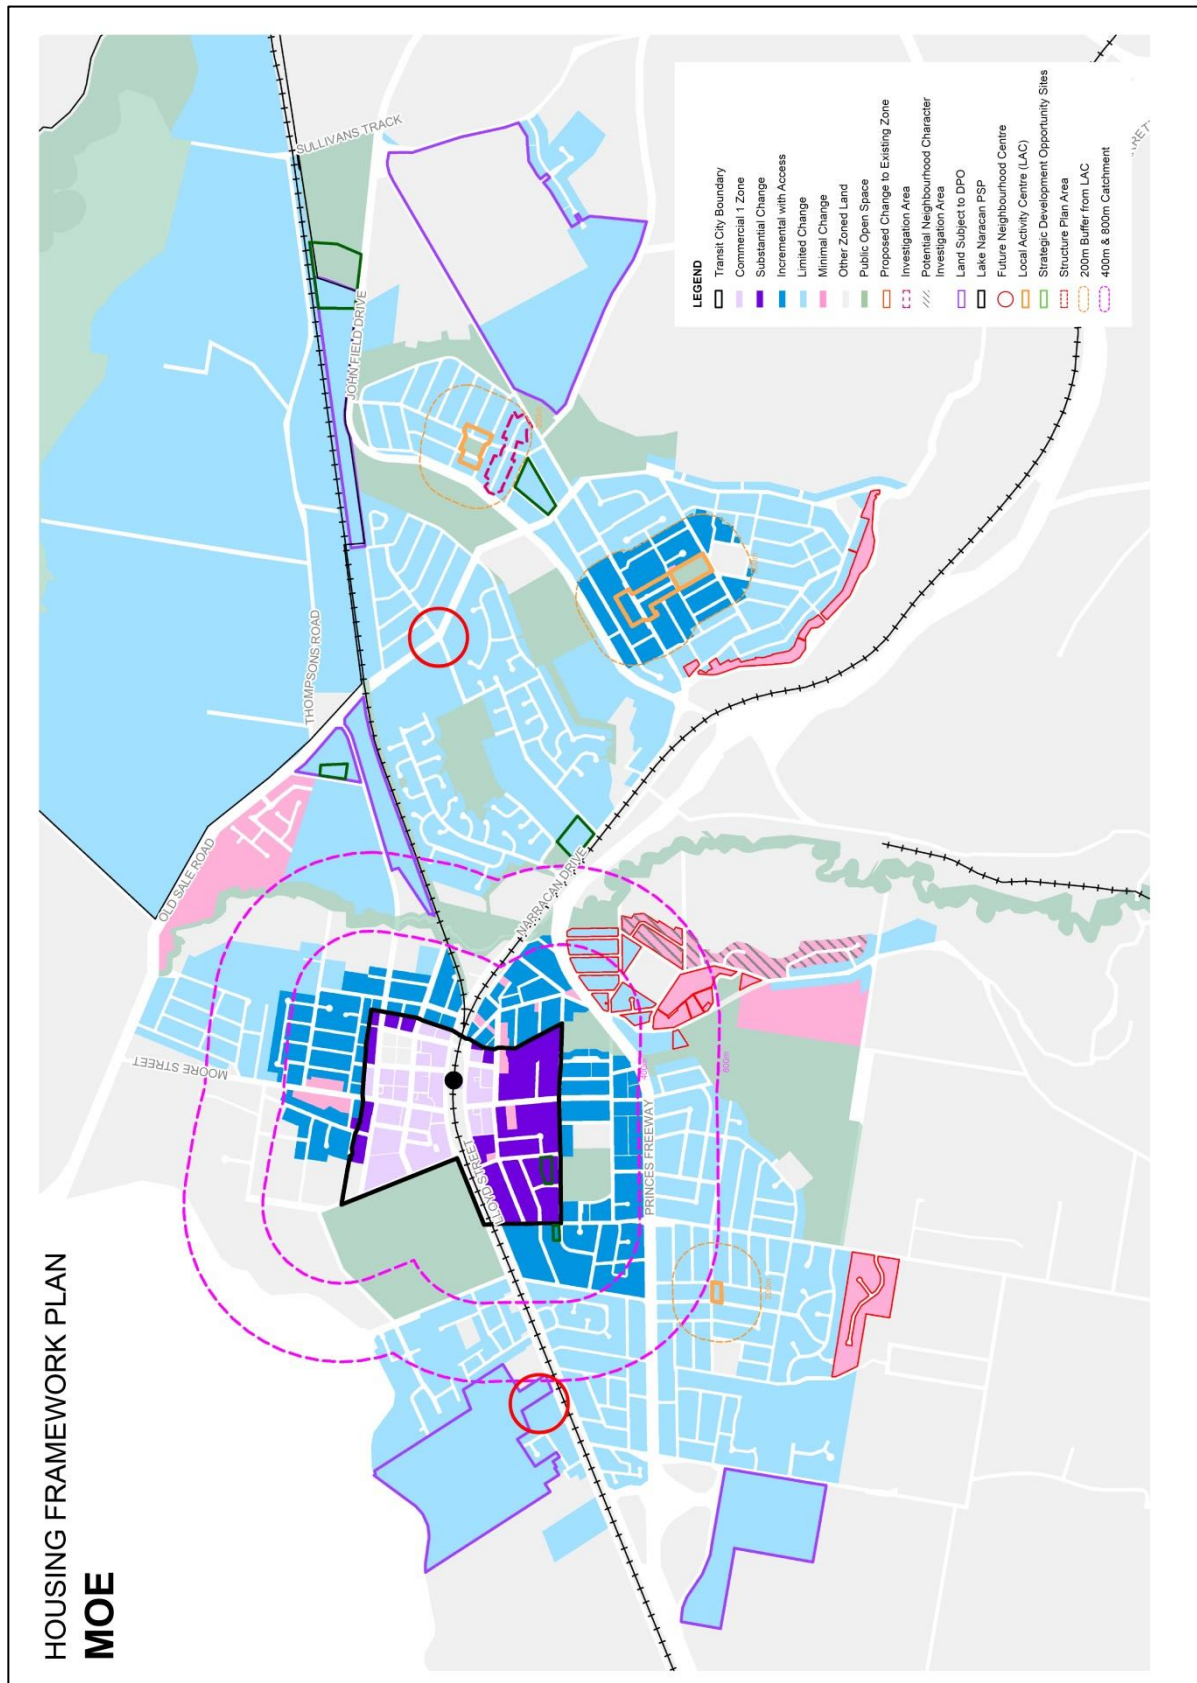 HOUSING FRAMEWORK PLAN
MOE
SULLIVANS TRACK
JOHN FIELD DRIVE
THOMPSONS ROAD
OLD SALE ROAD
MOORE STREET
NARRACAN DRIVE
LLOYD STREET
PRINCES FREEWAY
400m
800m
LEGEND
Transit City Boundary
Commercial 1 Zone
Substantial Change
Incremental with Access
Limited Change
Minimal Change
Other Zoned Land
Public Open Space
Proposed Change to Existing Zone
Investigation Area
Potential Neighbourhood Character
Investigation Area
Land Subject to DPO
Lake Naracan PSP
Future Neighbourhood Centre
Local Activity Centre (LAC)
Strategic Development Opportunity Sites
Structure Plan Area
200m Buffer from LAC
400m & 800m Catchment